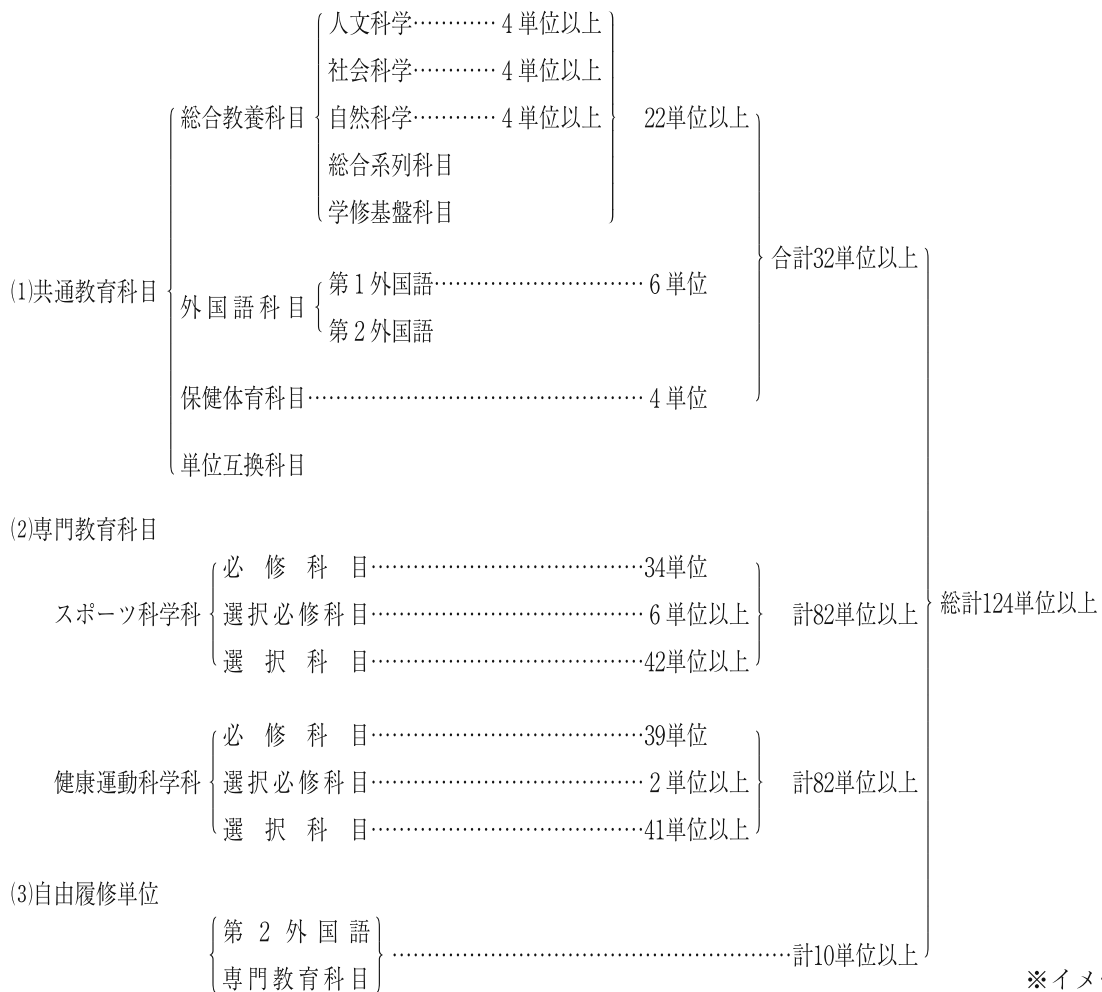 人文科学………… 4 単位以上
社会科学………… 4 単位以上
総合教養科目 自然科学………… 4 単位以上 22単位以上
総合系列科目
学修基盤科目
合計32単位以上
⑴共通教育科目 第1外国語………………………… 6 単位
外国語科目
第2外国語
保健体育科目………………………………………… 4 単位
単位互換科目
⑵専門教育科目
必修科目…………………………………34単位
スポーツ科学科 選択必修科目………………………………… 6 単位以上 計82単位以上 総計124単位以上
選択科目…………………………………42単位以上
必修科目…………………………………39単位
健康運動科学科 選択必修科目………………………………… 2 単位以上 計82単位以上
選択科目…………………………………41単位以上
⑶自由履修単位
第2外国語
…………………………………………………計10単位以上
専門教育科目
※イメ